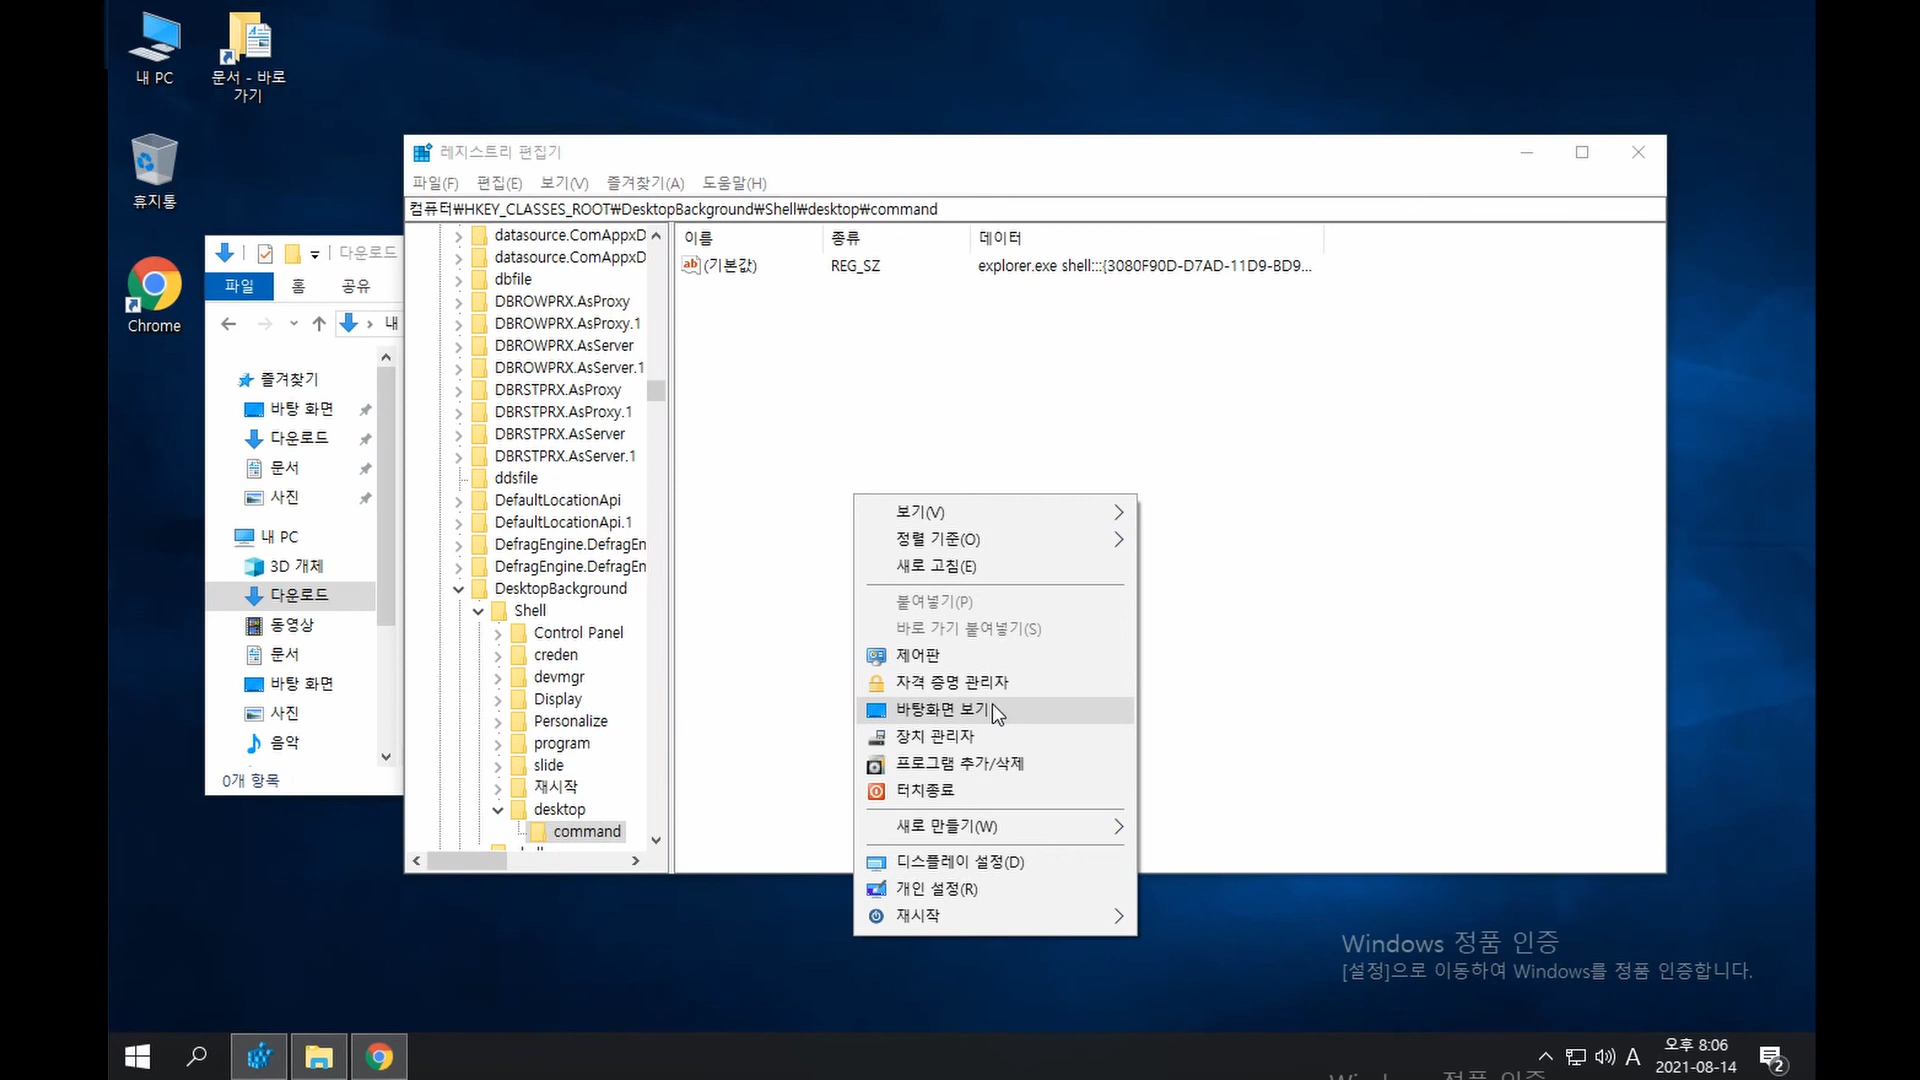 내 PC
문서 - 바로
가기
휴지통
Chrome
다운로드
파일
홈
공유
내
즐겨찾기
바탕 화면
다운로드
문서
사진
내 PC
3D 개체
다운로드
동영상
문서
바탕 화면
사진
음악
0개 항목
레지스트리 편집기
파일(F) 편집(E) 보기(V) 즐겨찾기(A) 도움말(H)
컴퓨터₩HKEY_CLASSES_ROOT₩DesktopBackground₩Shell₩desktop₩command
datasource.ComAppxD
datasource.ComAppxD
dbfile
DBROWPRX.AsProxy
DBROWPRX.AsProxy.1
DBROWPRX.AsServer
DBROWPRX.AsServer.1
DBRSTPRX.AsProxy
DBRSTPRX.AsProxy.1
DBRSTPRX.AsServer
DBRSTPRX.AsServer.1
ddsfile
DefaultLocationApi
DefaultLocationApi.1
DefragEngine.DefragEn
DefragEngine.DefragEn
DesktopBackground
Shell
Control Panel
creden
devmgr
Display
Personalize
program
slide
재시작
desktop
command
이름 종류 데이터
ab (기본값) REG_SZ explorer.exe shell:::{3080F90D-D7AD-11D9-BD9...
보기(V)
정렬 기준(O)
새로 고침(E)
붙여넣기(P)
바로 가기 붙여넣기(S)
제어판
자격 증명 관리자
바탕화면 보기
장치 관리자
프로그램 추가/삭제
터치종료
새로 만들기(W)
디스플레이 설정(D)
개인 설정(R)
재시작
Windows 정품 인증
[설정]으로 이동하여 Windows를 정품 인증합니다.
A
오후 8:06
2021-08-14
2